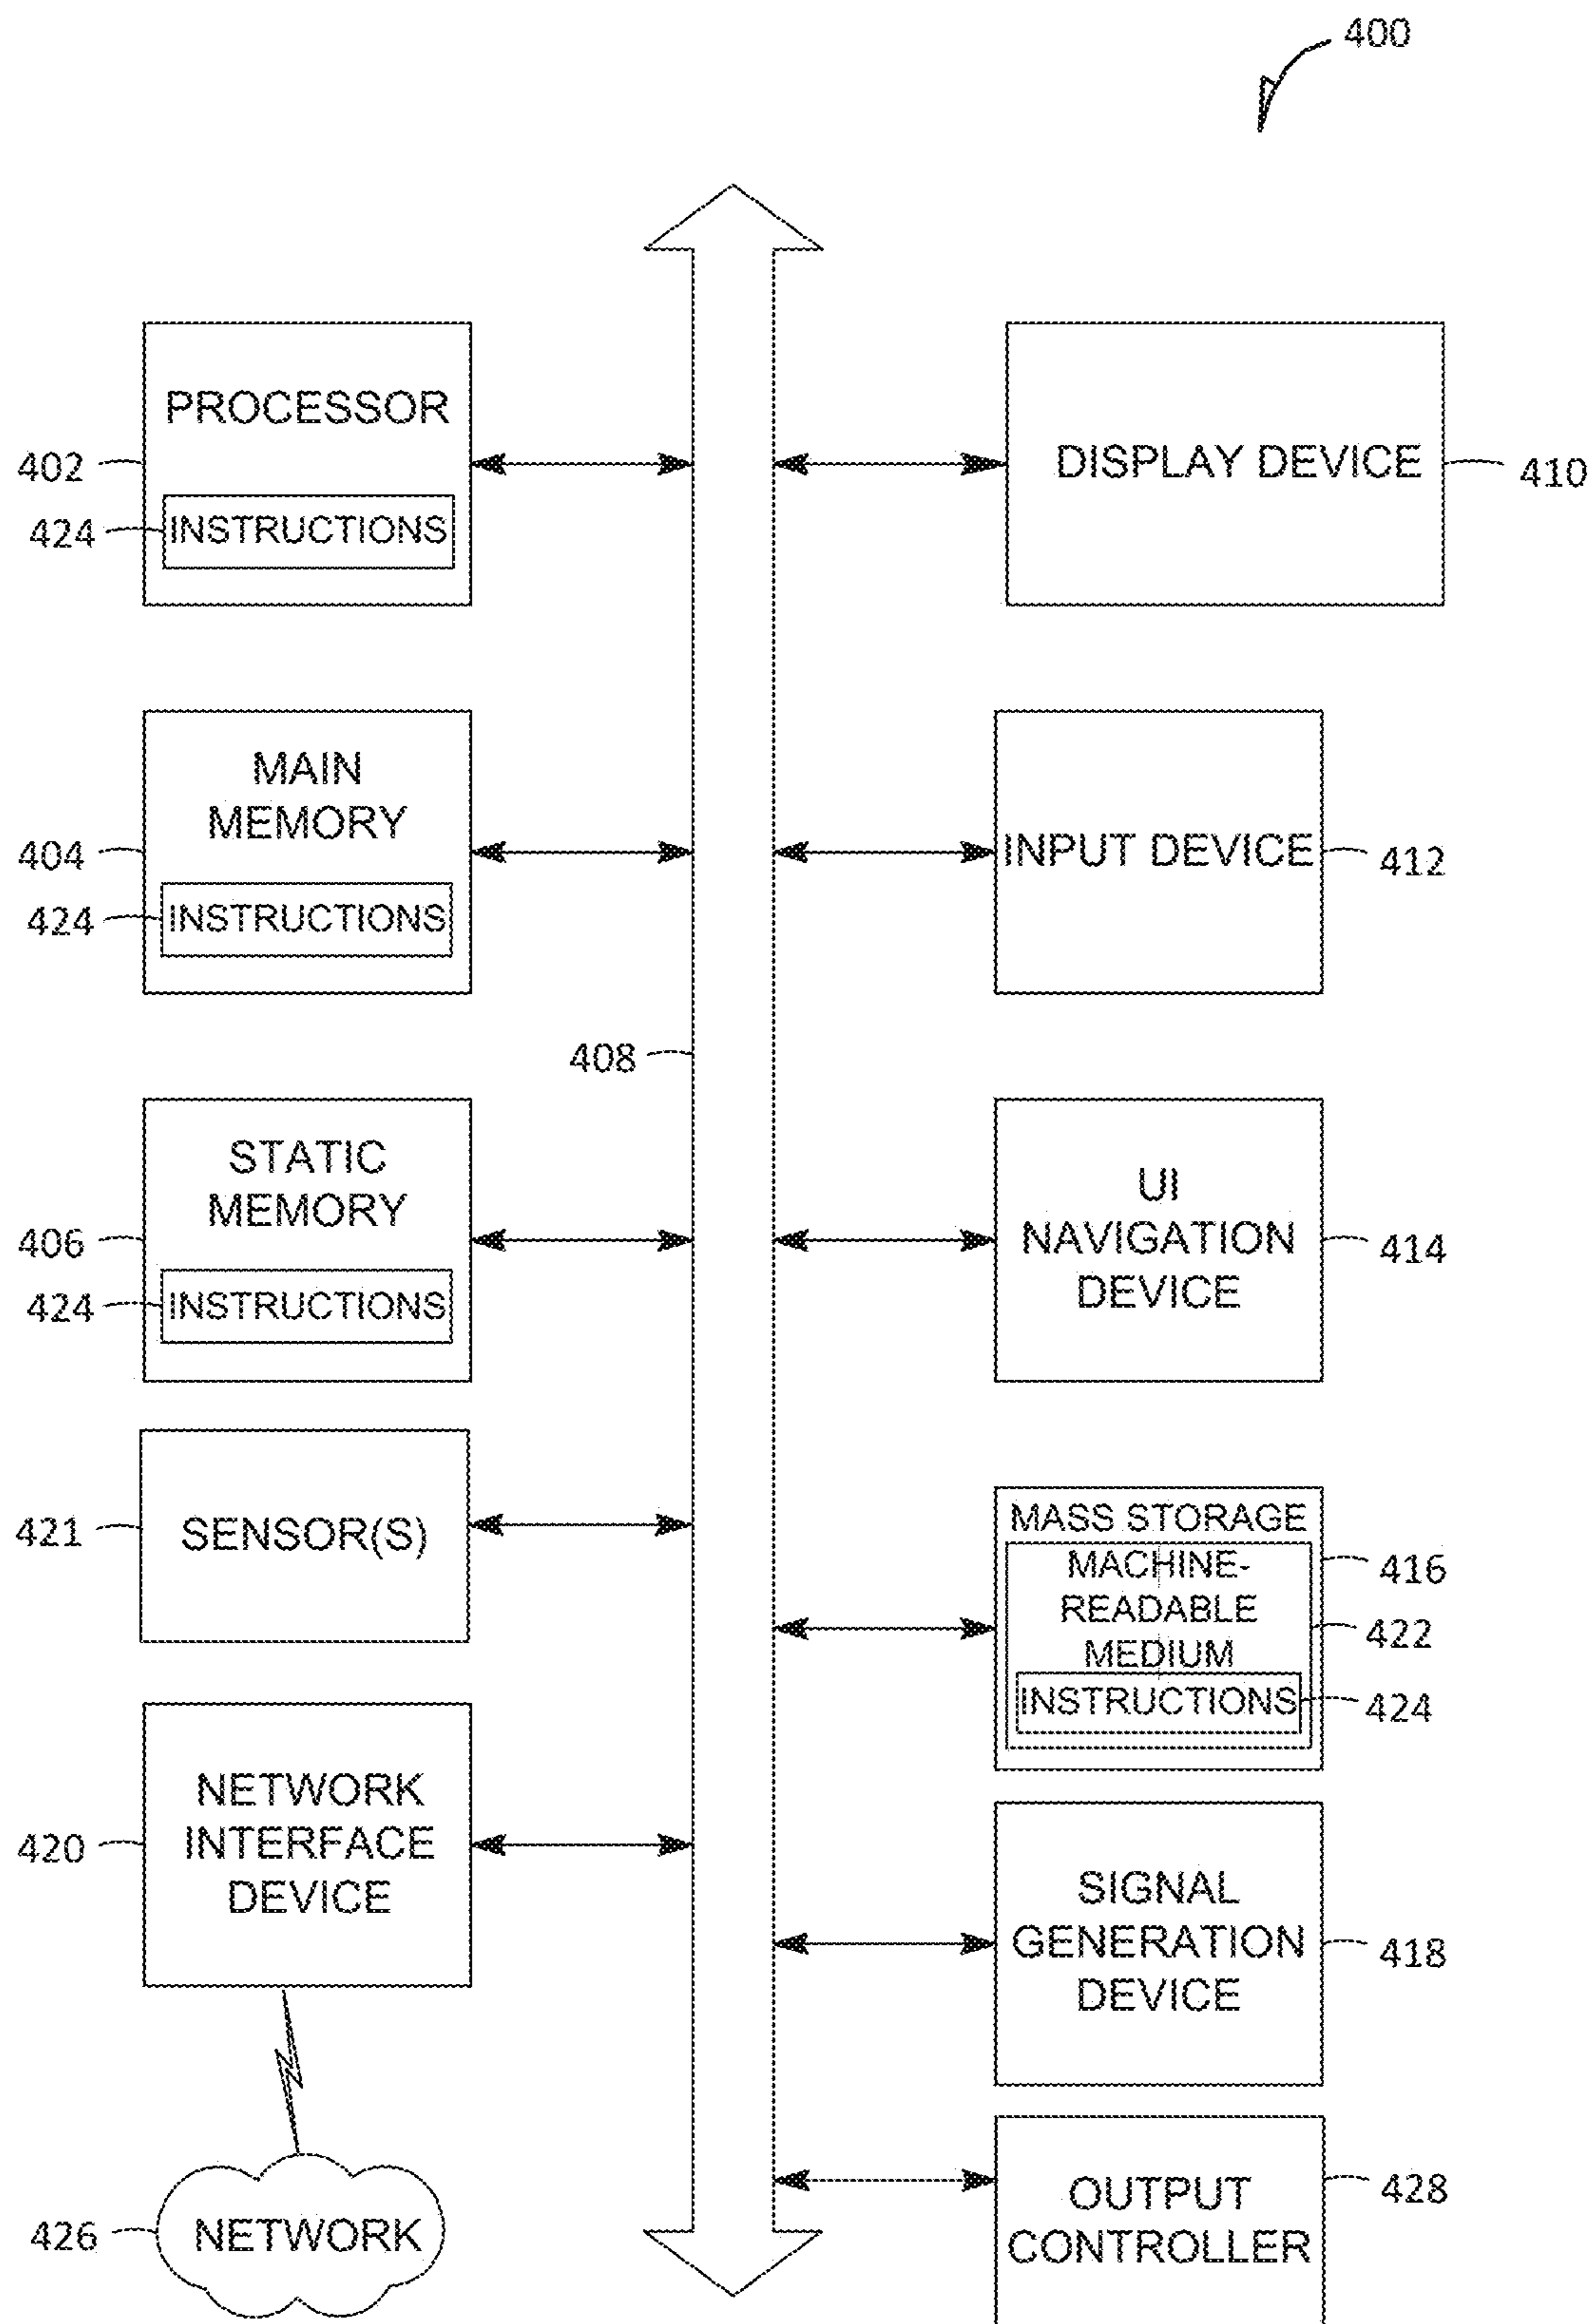 400
PROCESSOR
402
424
INSTRUCTIONS
DISPLAY DEVICE
410
MAIN
MEMORY
404
424
INSTRUCTIONS
INPUT DEVICE
412
408
STATIC
MEMORY
406
424
INSTRUCTIONS
UI
NAVIGATION
DEVICE
414
421
SENSOR(S)
MASS STORAGE
416
MACHINE-
READABLE
MEDIUM
422
INSTRUCTIONS
424
NETWORK
INTERFACE
DEVICE
420
SIGNAL
GENERATION
DEVICE
418
426
NETWORK
OUTPUT
CONTROLLER
428